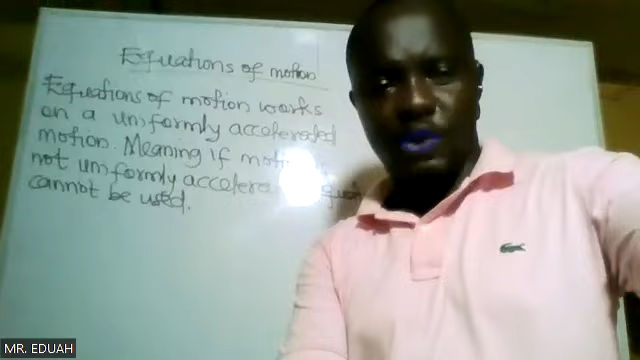 Equations of motion
Equations of motion works
on a uniformly accelerated
motion. Meaning if
not uniformly
cannot be used.
MR. EDUAH